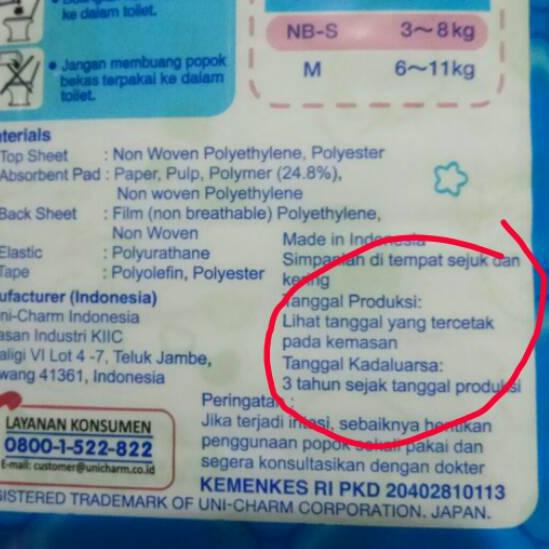 ke dalam toilet.
NB-S 3~8kg
• Jangan membuang popok
bekas terpakai ke dalam
toilet.
M 6~11kg
aterials
Top Sheet : Non Woven Polyethylene, Polyester
Absorbent Pad : Paper, Pulp, Polymer (24.8%),
Non woven Polyethylene
Back Sheet : Film (non breathable) Polyethylene,
Non Woven
Elastic : Polyurathane
Tape : Polyolefin, Polyester
Made in Indonesia
Simpanlah di tempat sejuk dan
kering
Tanggal Produksi:
Lihat tanggal yang tercetak
pada kemasan
Tanggal Kadaluarsa:
3 tahun sejak tanggal produksi
ufacturer (Indonesia)
ni-Charm Indonesia
asan Industri KIIC
aligi VI Lot 4 -7, Teluk Jambe,
wang 41361, Indonesia
Peringatan :
Jika terjadi iritasi, sebaiknya hentikan
penggunaan popok sekali pakai dan
segera konsultasikan dengan dokter
LAYANAN KONSUMEN
0800-1-522-822
E-mail: customer@unicharm.co.id
KEMENKES RI PKD 20402810113
GISTERED TRADEMARK OF UNI-CHARM CORPORATION. JAPAN.